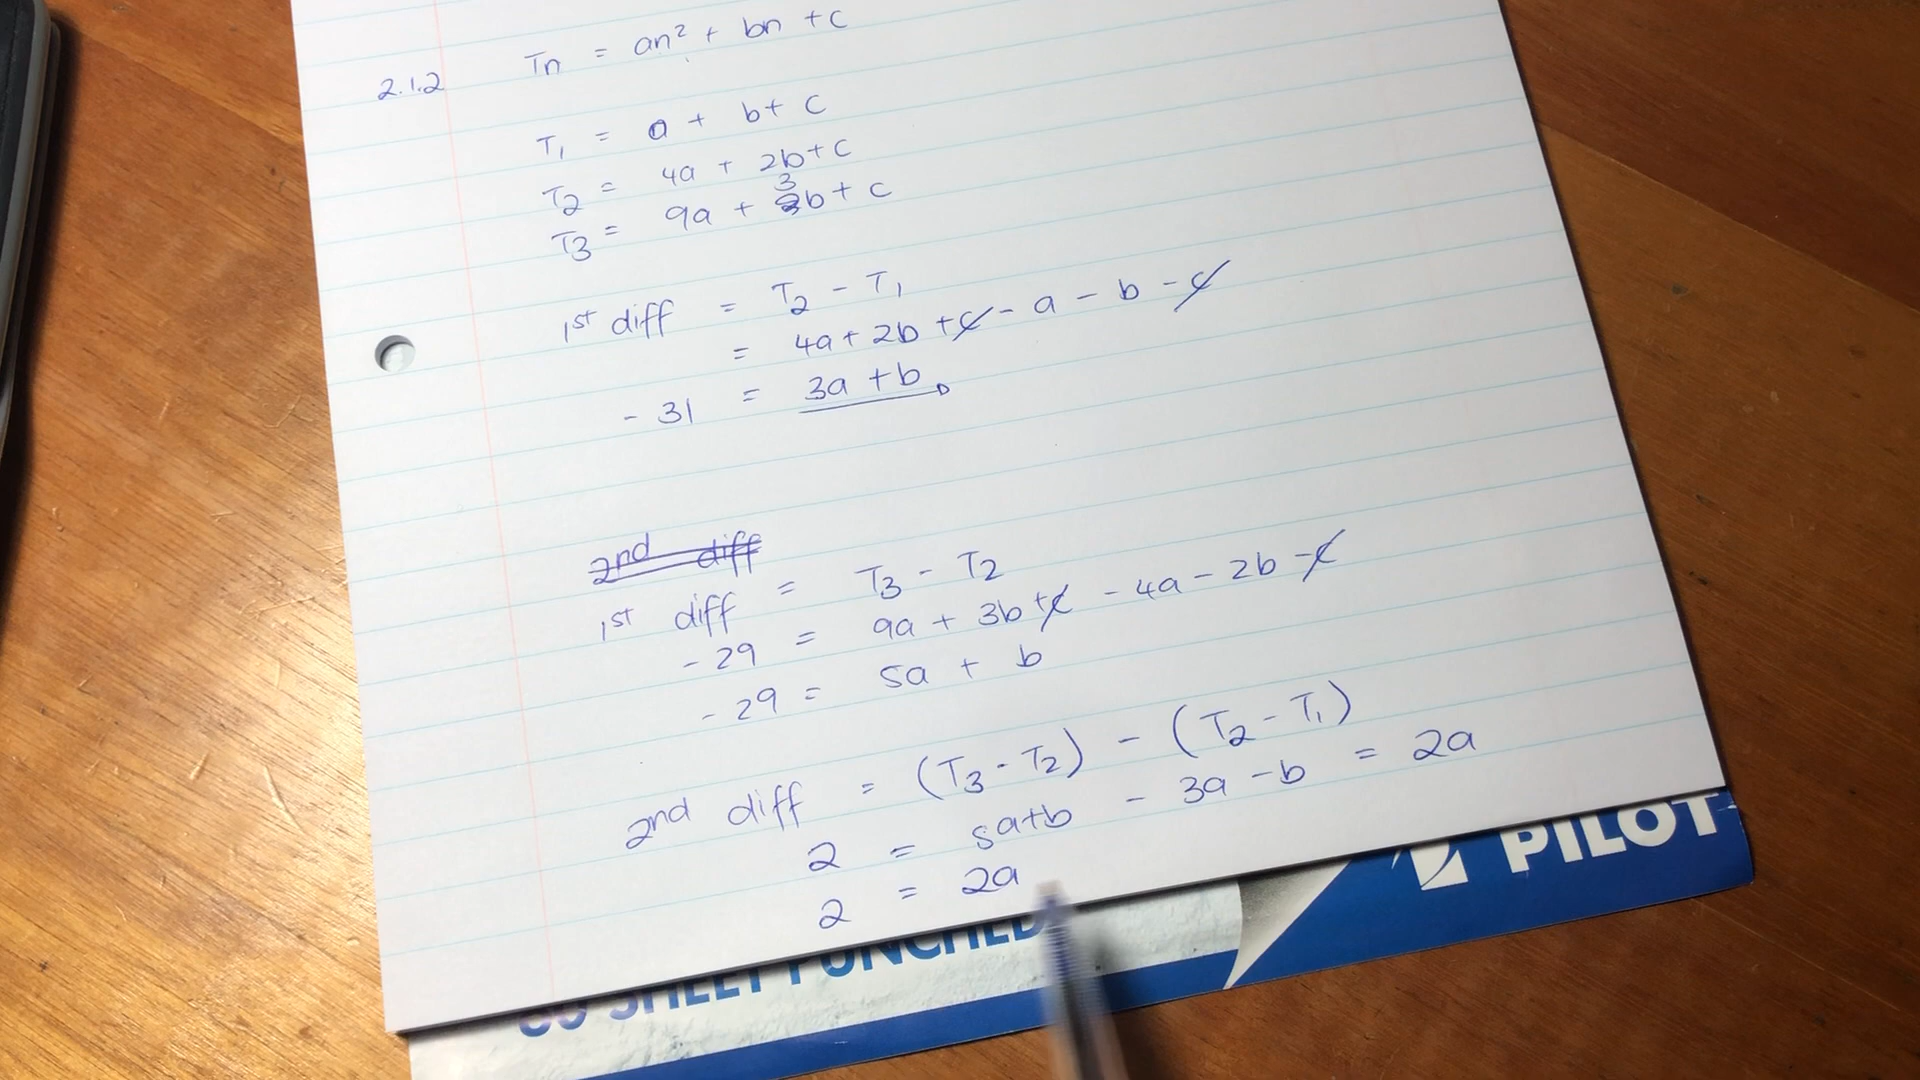 2.1.2 Tn = an² + bn + c
T₁ = a + b + c
T₂ = 4a + 2b + c
3
T₃ = 9a + b + c
1st diff = T₂ - T₁
= 4a + 2b + c - a - b - c
- 31 = 3a + b
2nd diff
1st diff = T₃ - T₂
- 29 = 9a + 3b + c - 4a - 2b - c
- 29 = 5a + b
2nd diff = (T₃ - T₂) - (T₂ - T₁)
2 = 5a+b - 3a - b = 2a
2 = 2a
PILOT
SHEET PUNCHED